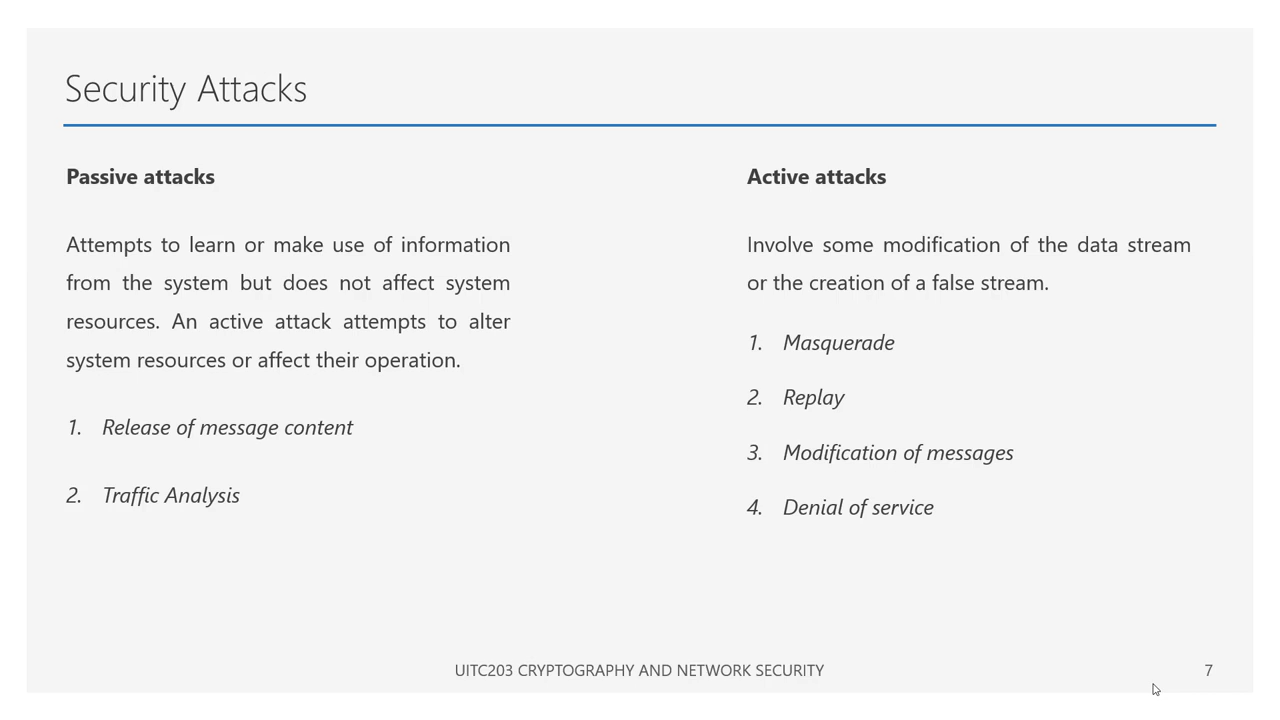 Security Attacks
Passive attacks
Attempts to learn or make use of information
from the system but does not affect system
resources. An active attack attempts to alter
system resources or affect their operation.
1. Release of message content
2. Traffic Analysis
Active attacks
Involve some modification of the data stream
or the creation of a false stream.
1. Masquerade
2. Replay
3. Modification of messages
4. Denial of service
UITC203 CRYPTOGRAPHY AND NETWORK SECURITY
7